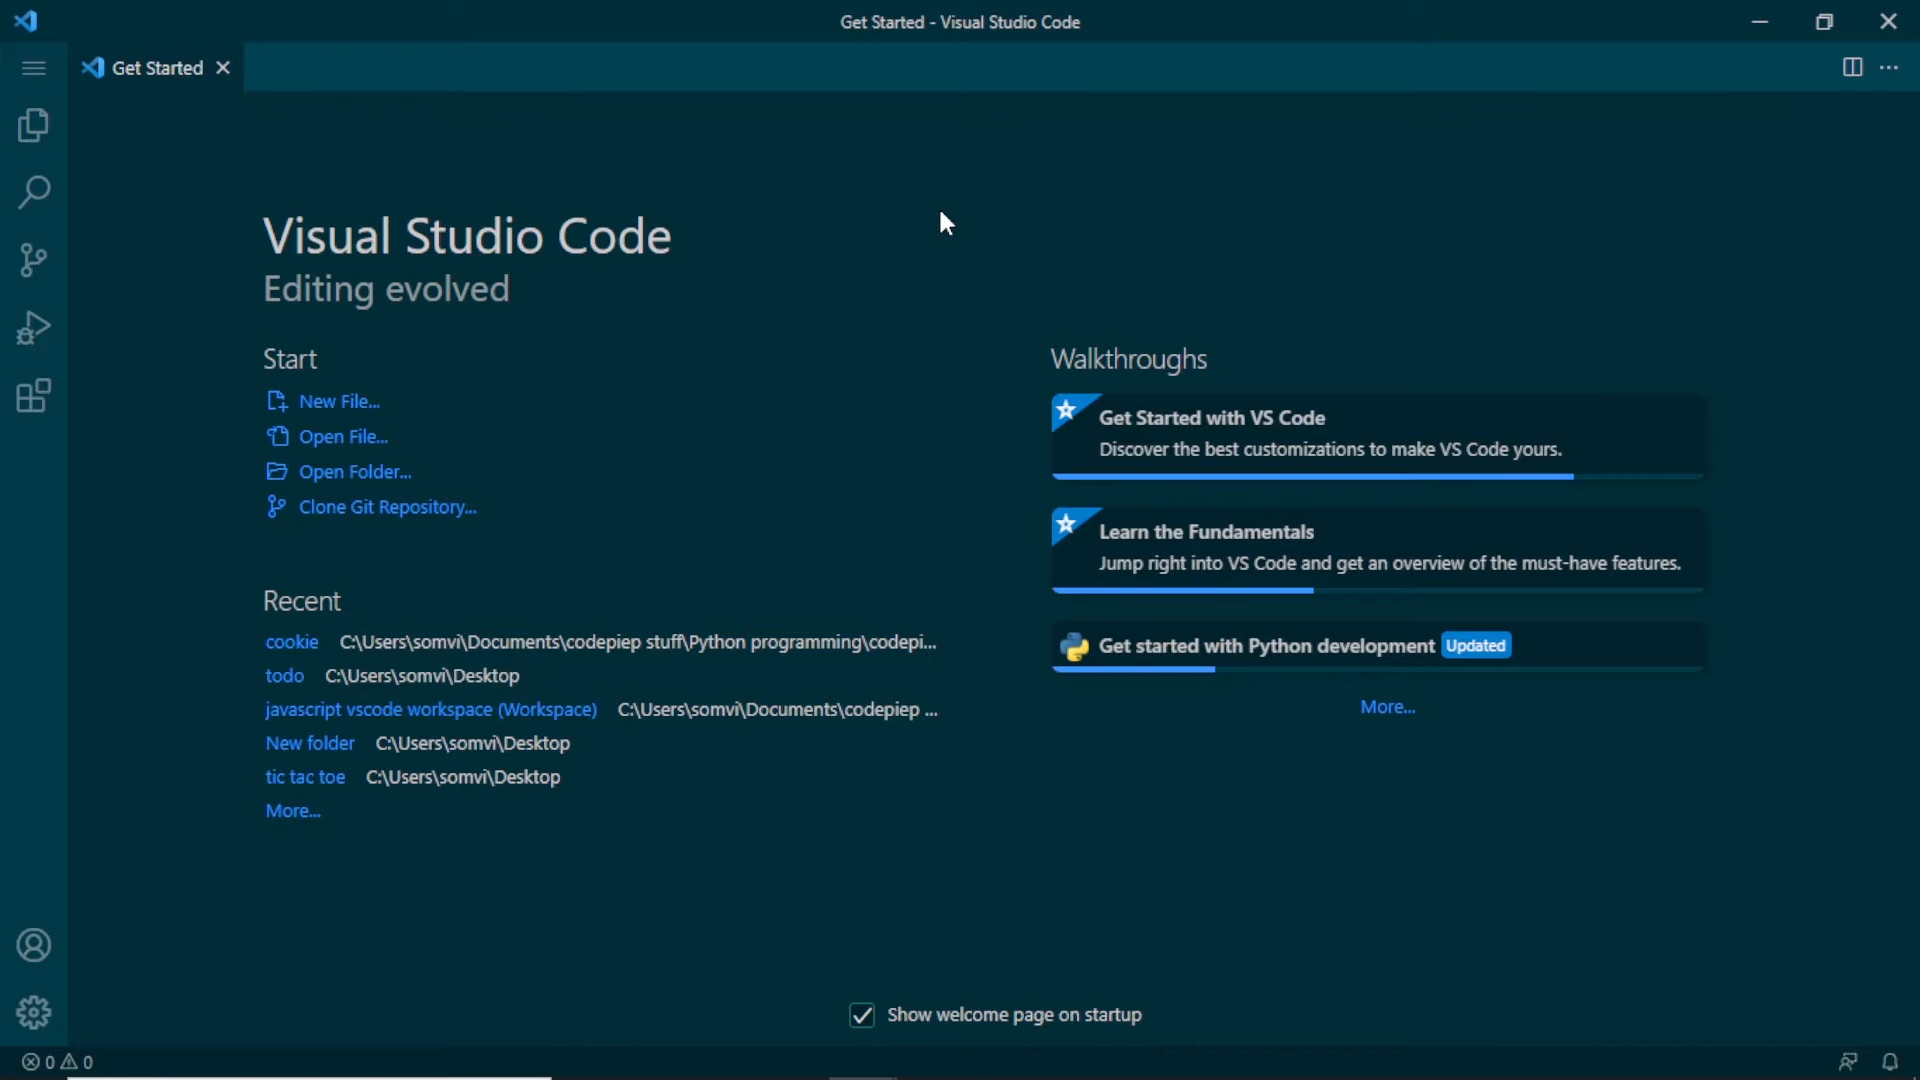 Get Started - Visual Studio Code
Get Started
Visual Studio Code
Editing evolved
Start
New File...
Open File...
Open Folder...
Clone Git Repository...
Recent
cookie C:\Users\somvi\Documents\codepiep stuff\Python programming\codepi...
todo C:\Users\somvi\Desktop
javascript vscode workspace (Workspace) C:\Users\somvi\Documents\codepiep ...
New folder C:\Users\somvi\Desktop
tic tac toe C:\Users\somvi\Desktop
More...
Walkthroughs
Get Started with VS Code
Discover the best customizations to make VS Code yours.
Learn the Fundamentals
Jump right into VS Code and get an overview of the must-have features.
Get started with Python development Updated
More...
Show welcome page on startup
0 0